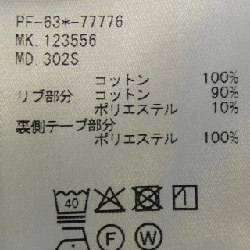 PF-63*-77776
MK. 123556
MD. 302S
コットン 100%
リブ部分 コットン 90%
ポリエステル 10%
裏側テープ部分
ポリエステル 100%
40 1
F W